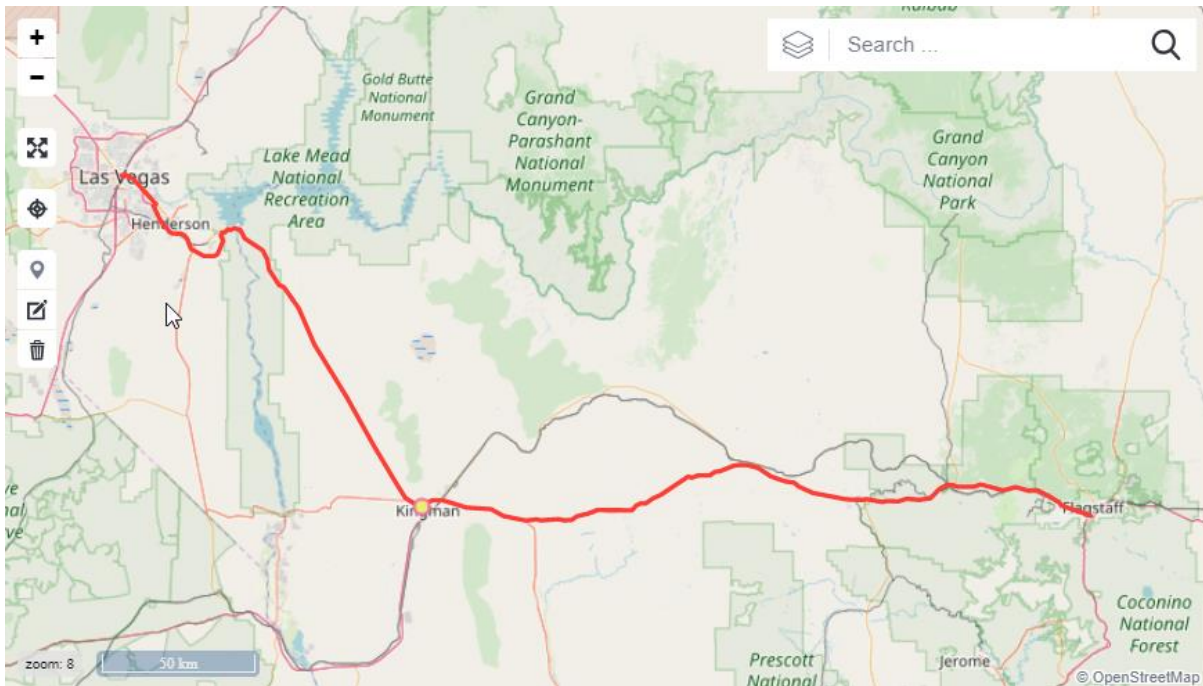 +
−
Search ...
Gold Butte
National
Monument
Grand
Canyon-
Parashant
National
Monument
Grand
Canyon
National
Park
Lake Mead
National
Recreation
Area
Las Vegas
Henderson
Kingman
Flagstaff
Coconino
National
Forest
Prescott
National
Jerome
zoom: 8
50 km
© OpenStreetMap